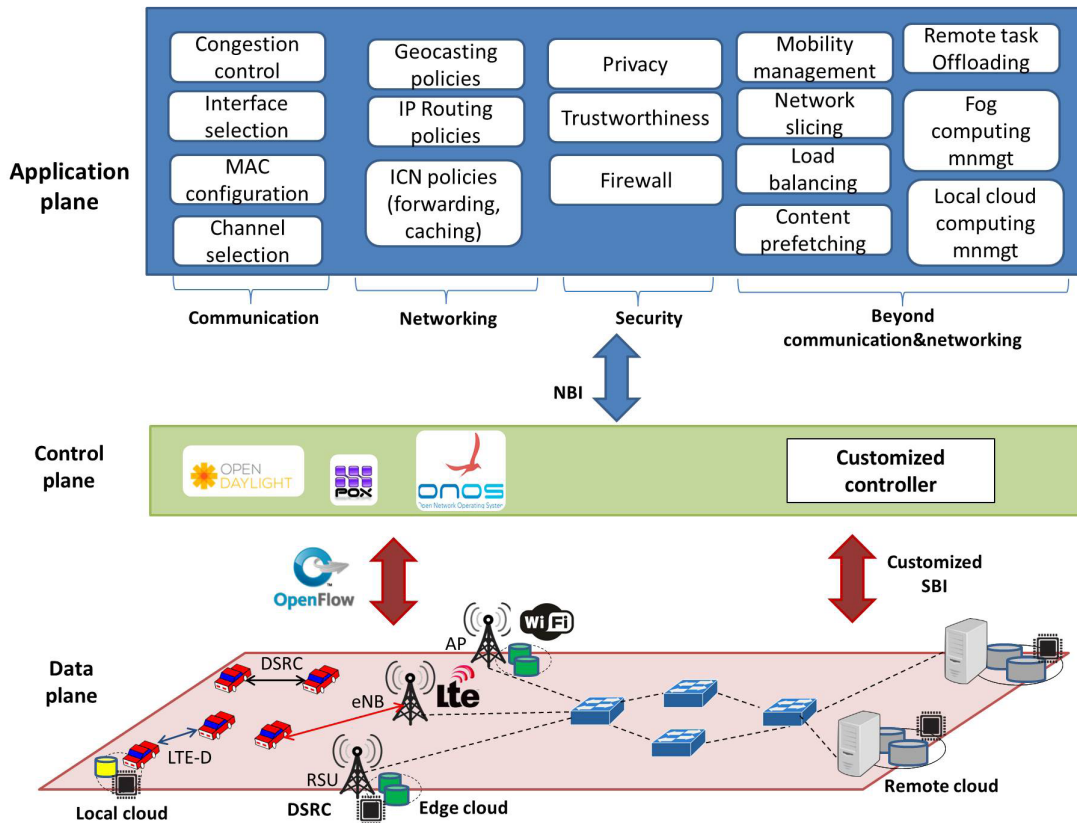 Application
plane
Congestion
control
Interface
selection
MAC
configuration
Channel
selection
Geocasting
policies
IP Routing
policies
ICN policies
(forwarding,
caching)
Privacy
Trustworthiness
Firewall
Mobility
management
Network
slicing
Load
balancing
Content
prefetching
Remote task
Offloading
Fog
computing
mnmgt
Local cloud
computing
mnmgt
Communication
Networking
Security
Beyond
communication&networking
NBI
Control
plane
OPEN
DAYLIGHT
POX
onos
Open Network Operating System
Customized
controller
OpenFlow
TM
Customized
SBI
Data
plane
AP
WiFi
DSRC
eNB
Lte
LTE-D
RSU
Local cloud
DSRC
Edge cloud
Remote cloud